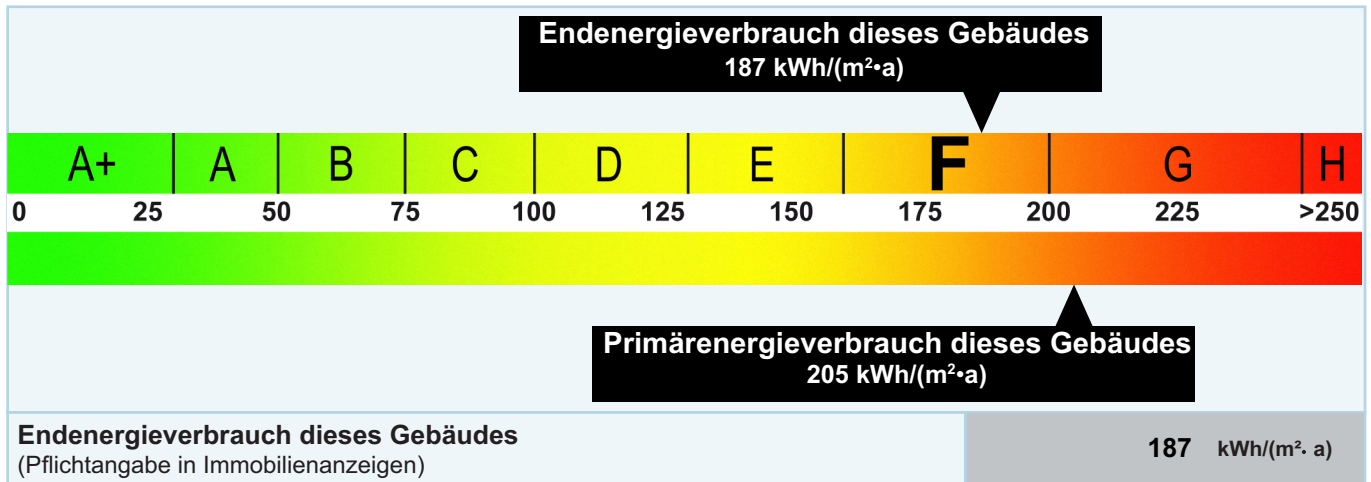 Endenergieverbrauch dieses Gebäudes
187 kWh/(m²•a)
A+ A B C D E F G H
0 25 50 75 100 125 150 175 200 225 >250
Primärenergieverbrauch dieses Gebäudes
205 kWh/(m²•a)
Endenergieverbrauch dieses Gebäudes
(Pflichtangabe in Immobilienanzeigen)
187 kWh/(m²· a)